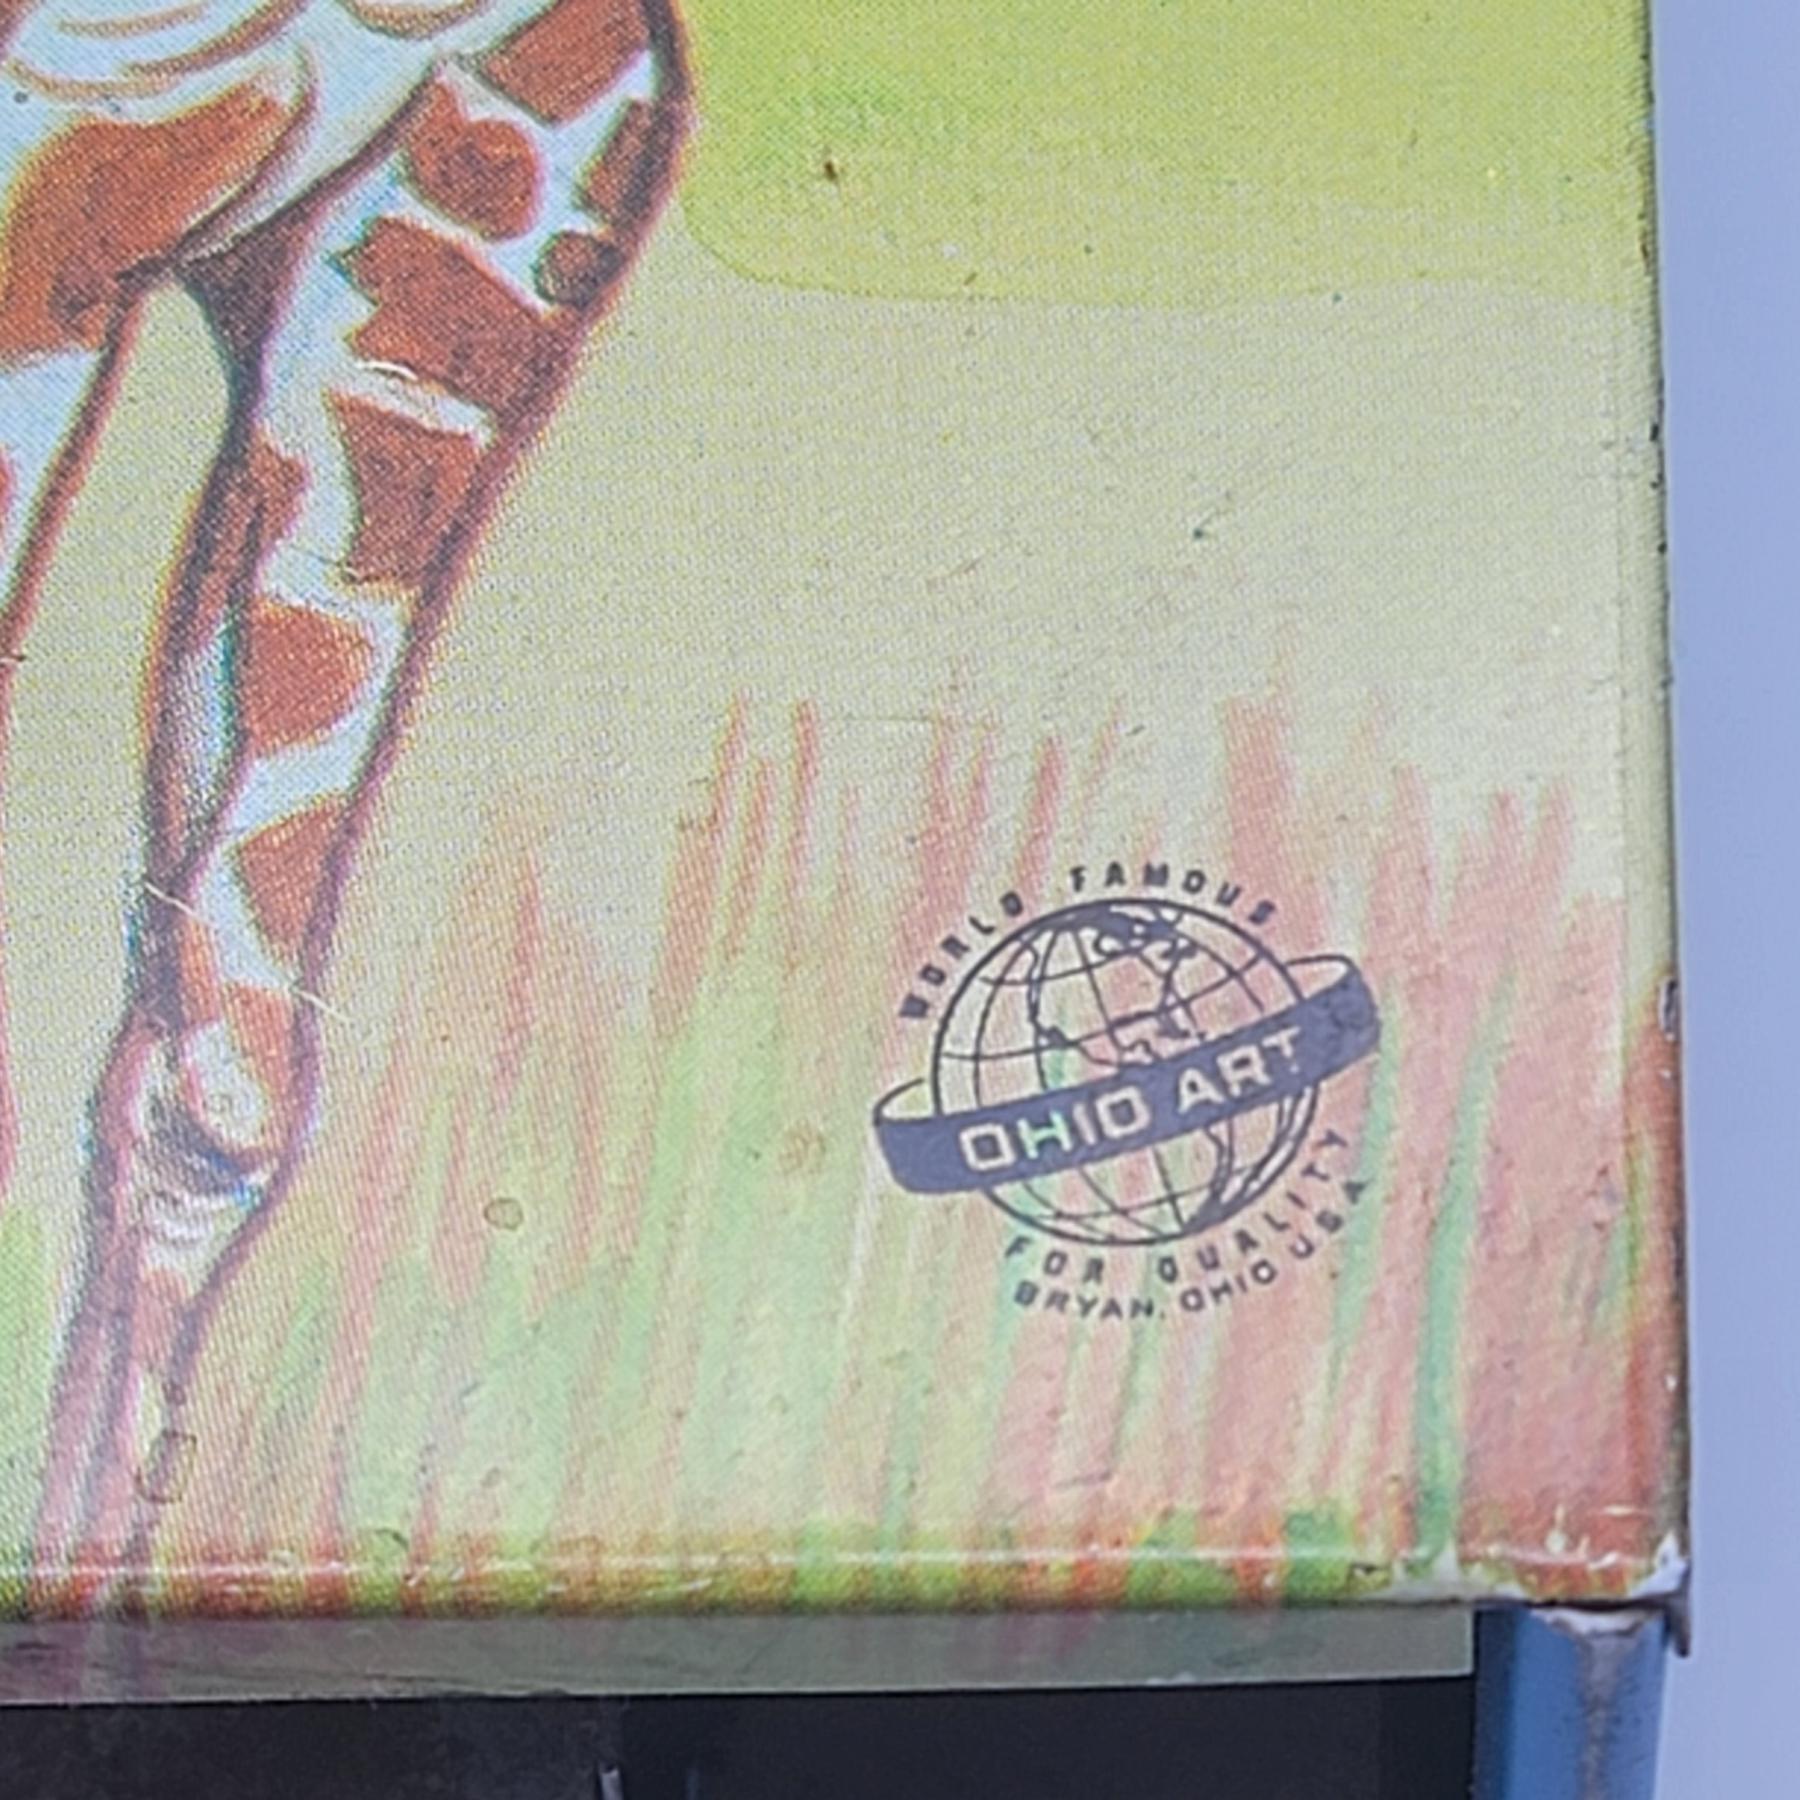 WORLD FAMOUS
OHIO ART
FOR QUALITY
BRYAN, OHIO U.S.A.